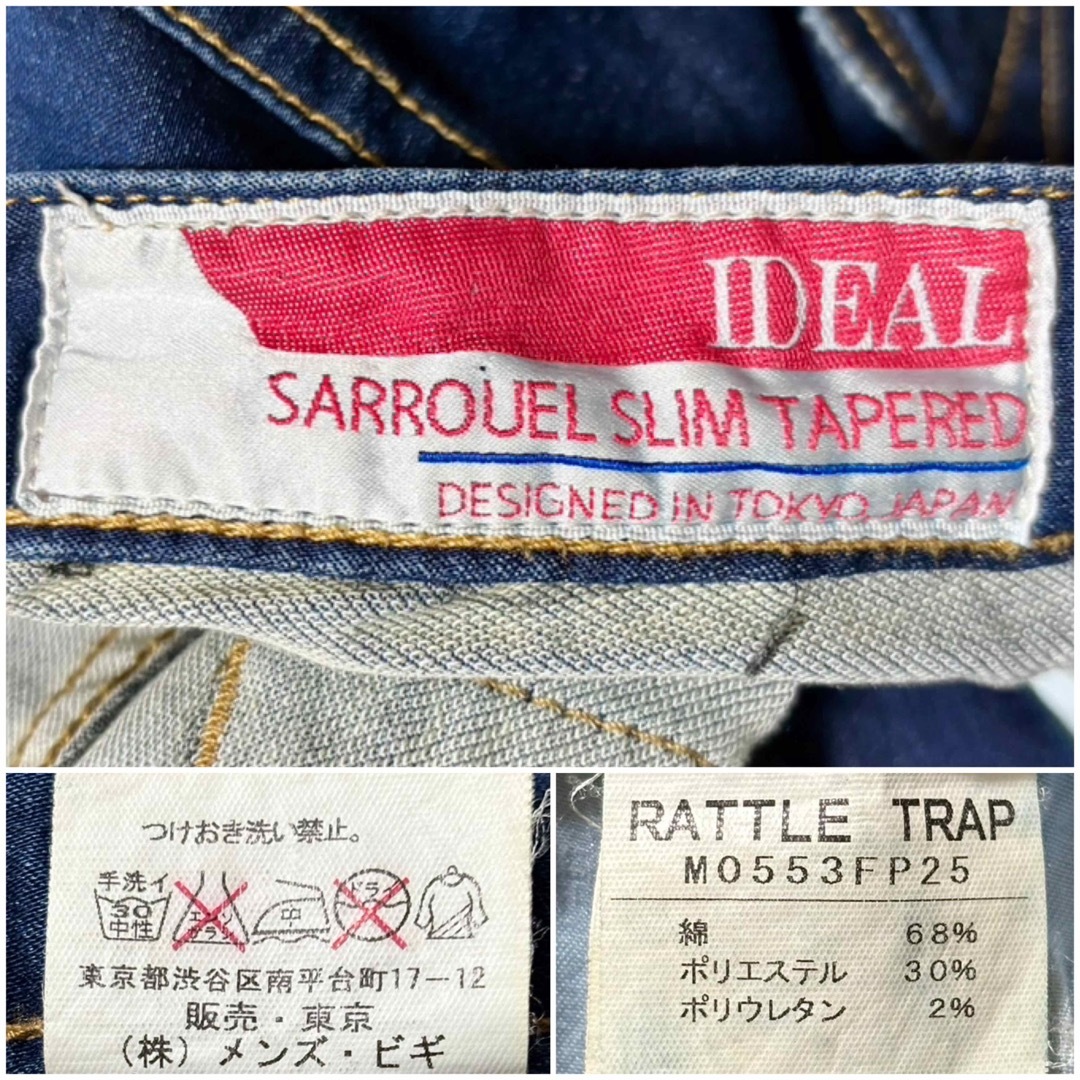 IDEAL
SARROUEL SLIM TAPERED
DESIGNED IN TOKYO JAPAN
つけおき洗い禁止。
手洗イ 30 中性 エンソサラシ 中 ドライ
東京都渋谷区南平台町17-12
販売・東京
(株)メンズ・ビギ
RATTLE TRAP
M0553FP25
綿 68%
ポリエステル 30%
ポリウレタン 2%